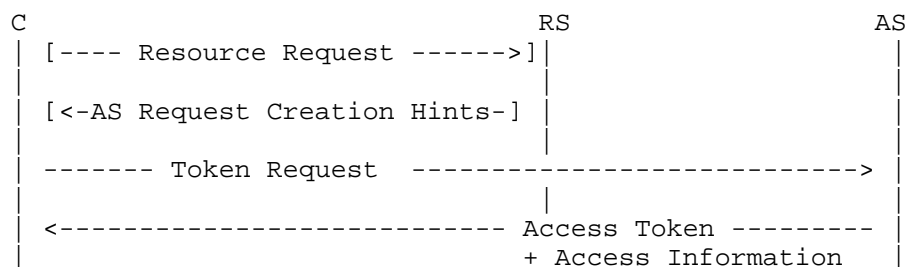 C RS AS
[---- Resource Request ------>]
[<-AS Request Creation Hints-]
------- Token Request ---------------------------->
<---------------------------- Access Token ---------
+ Access Information